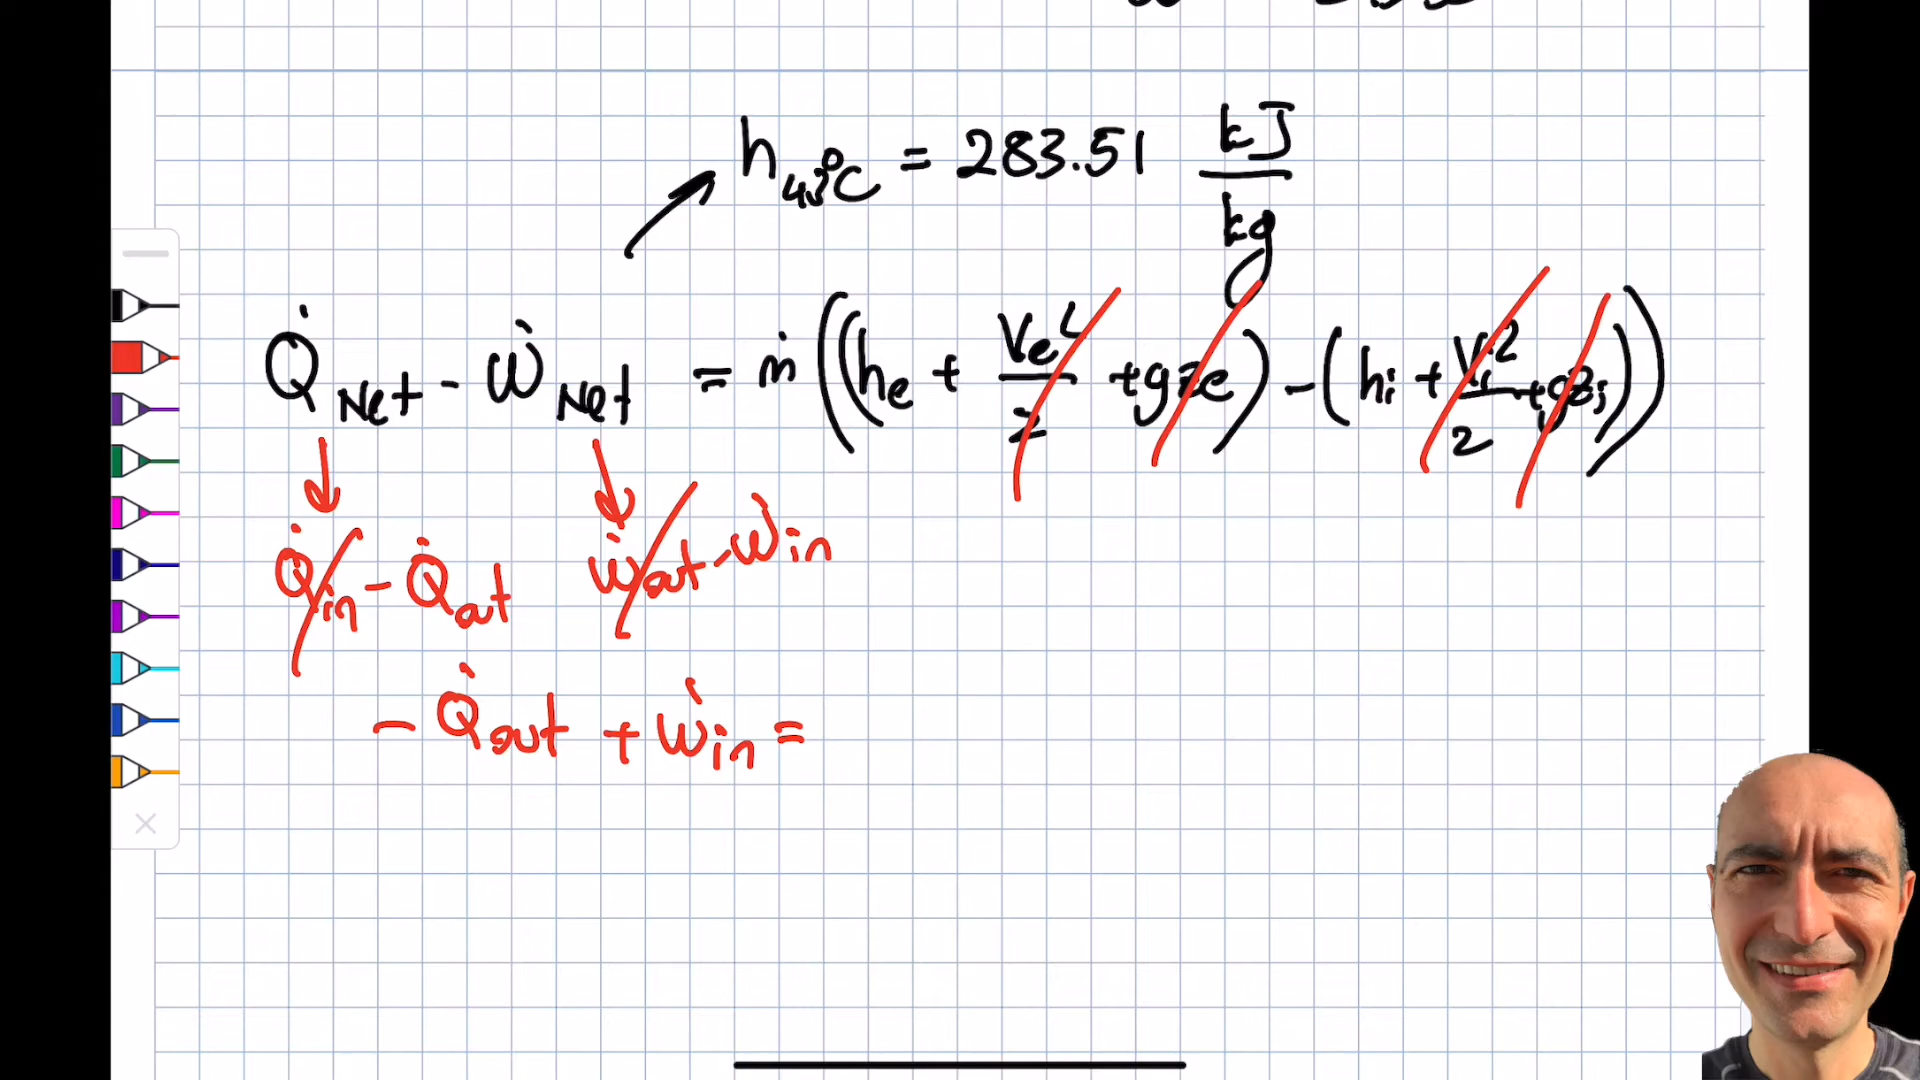 h₄₃°C = 283.51 kJ/kg
Q̇Net - ẆNet = ṁ((he + Ve²/2 + gze) - (hi + Vi²/2 + gzi))
Q̇in - Q̇out Ẇout - Ẇin
- Q̇out + Ẇin =